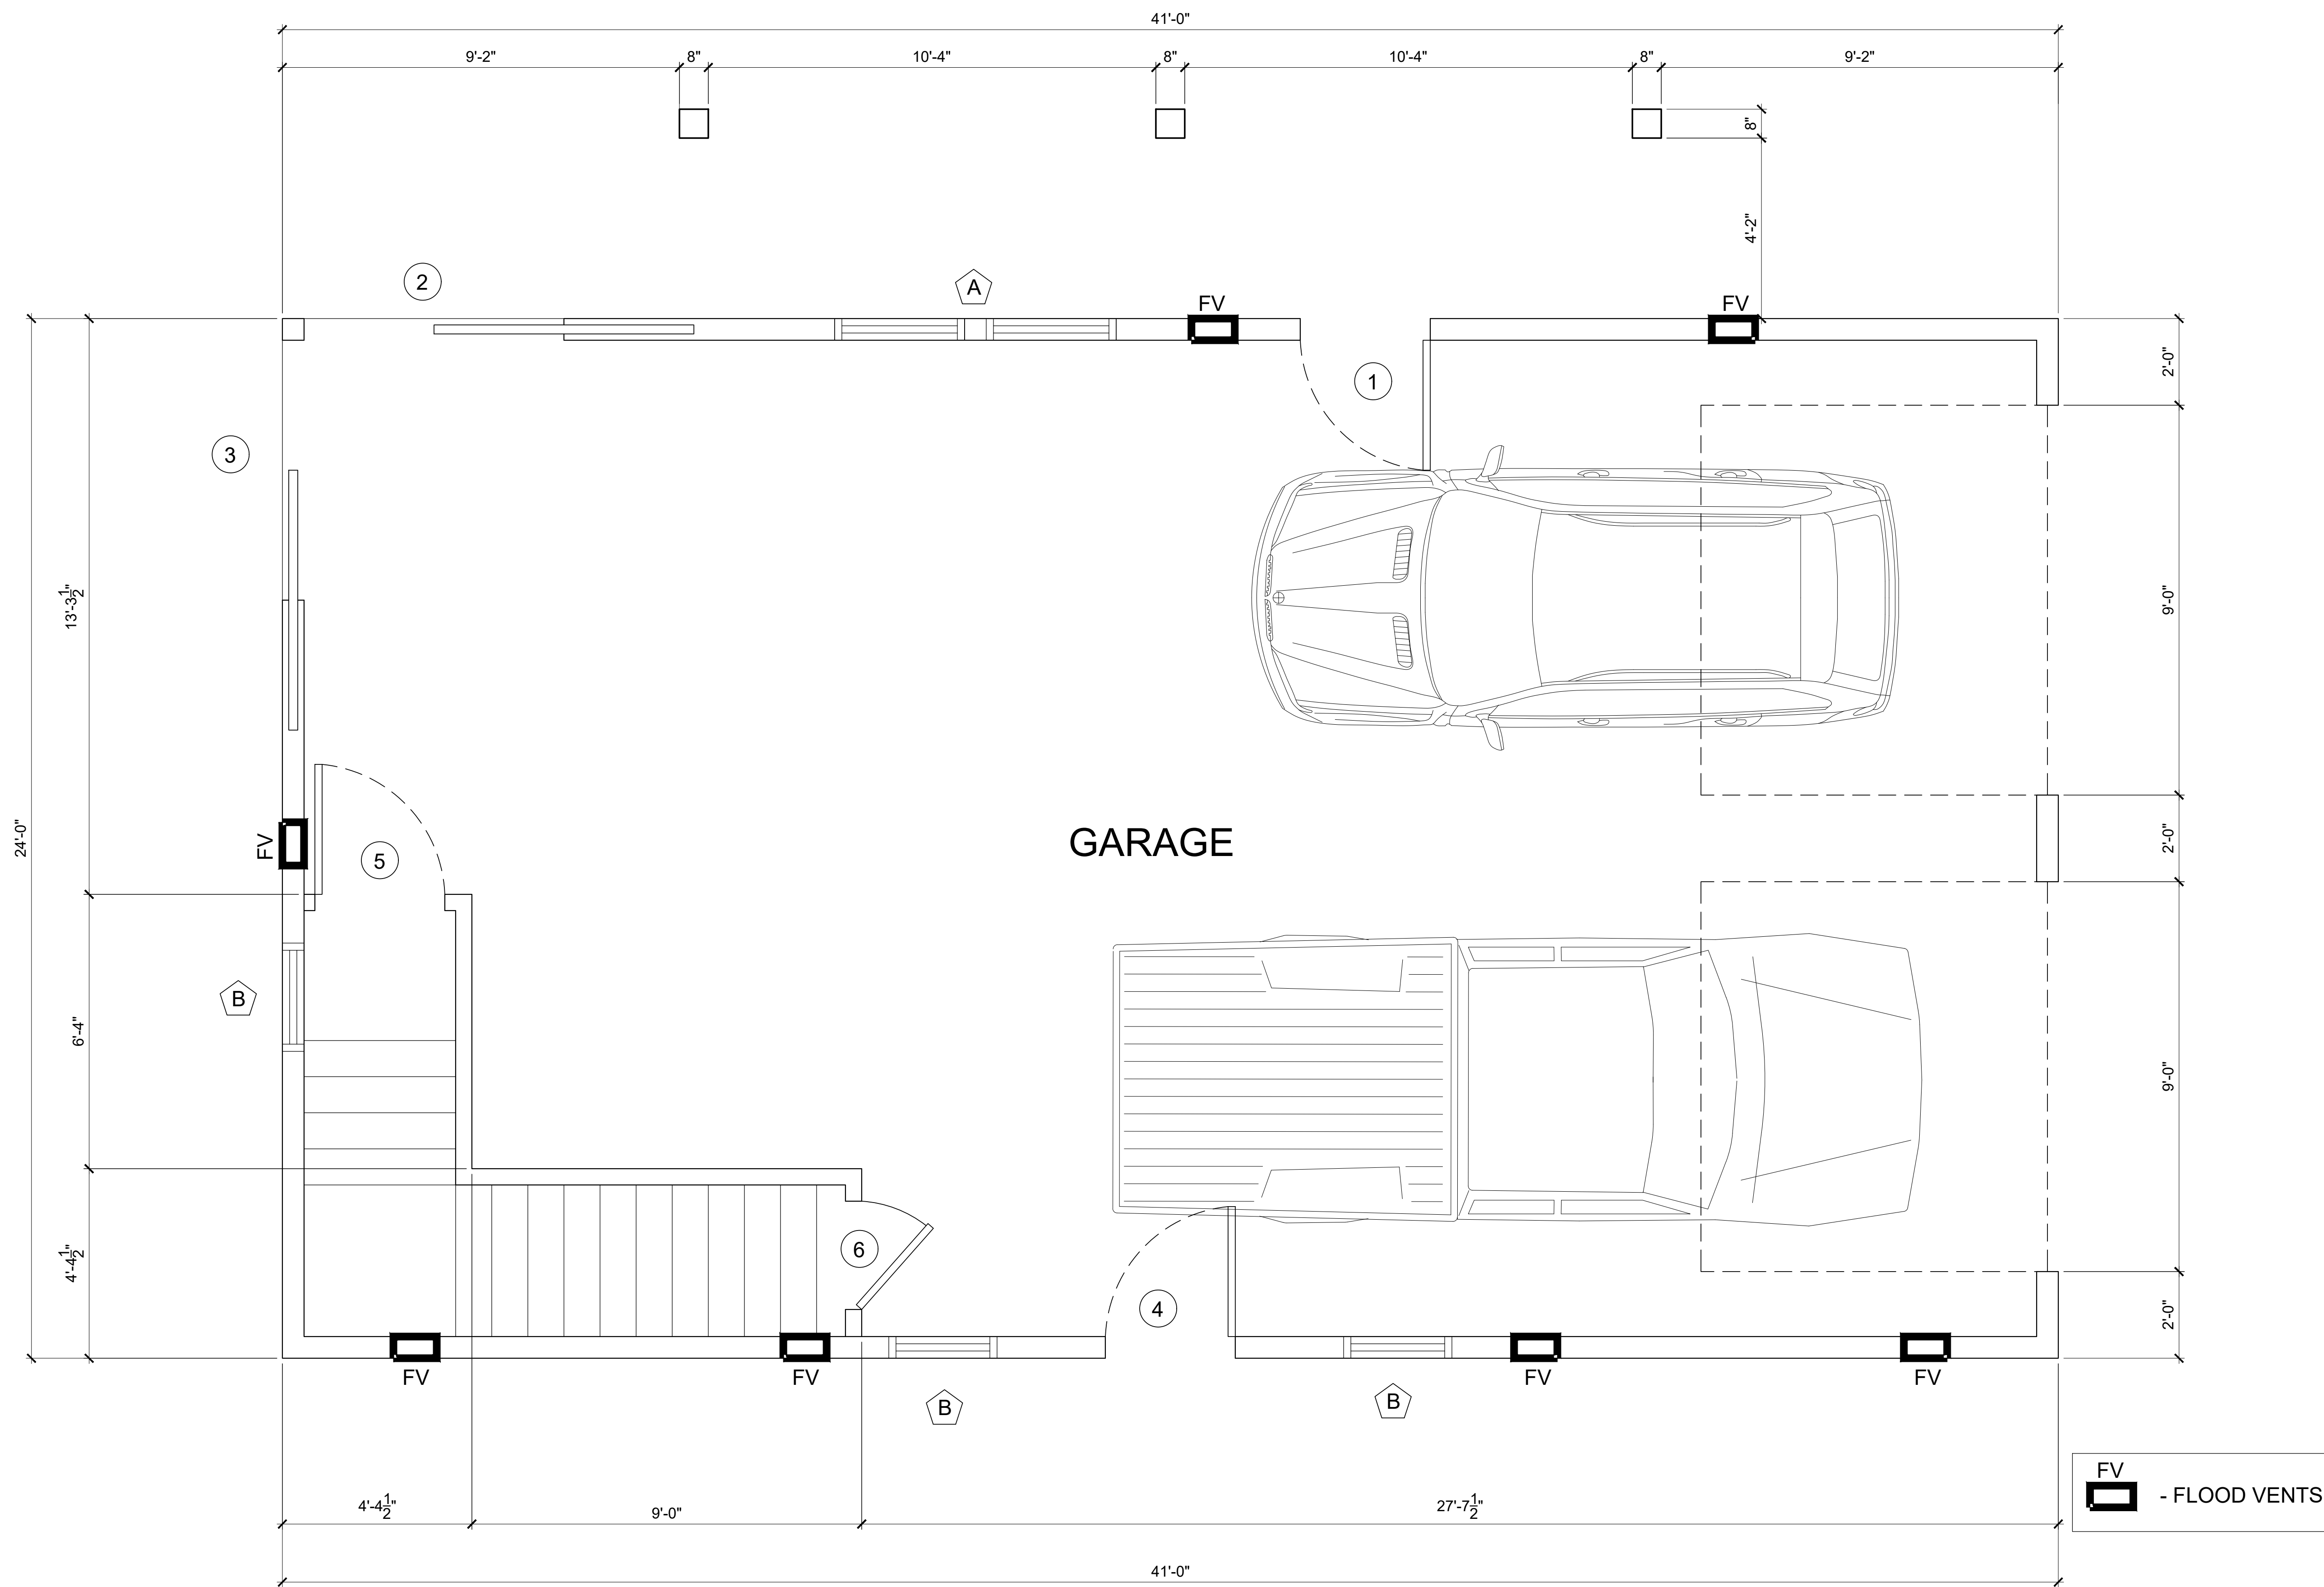 41'-0"
9'-2" 8" 10'-4" 8" 10'-4" 8" 9'-2"
8"
4'-2"
2
A
FV
FV
1
2'-0"
3
13'-3 1/2"
9'-0"
24'-0"
GARAGE
2'-0"
FV
5
B
6'-4"
9'-0"
6
4'-4 1/2"
4
2'-0"
FV
FV
FV
FV
B
B
FV
- FLOOD VENTS
4'-4 1/2"
9'-0"
27'-7 1/2"
41'-0"